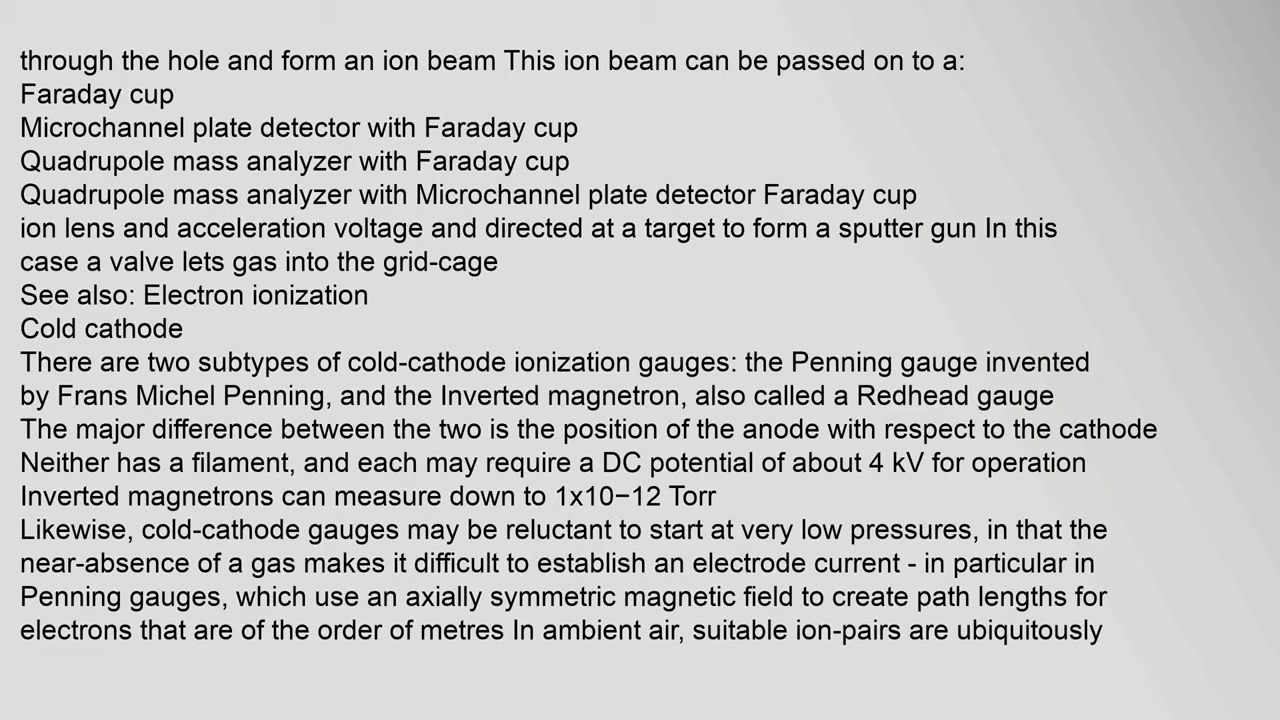 through the hole and form an ion beam This ion beam can be passed on to a:
Faraday cup
Microchannel plate detector with Faraday cup
Quadrupole mass analyzer with Faraday cup
Quadrupole mass analyzer with Microchannel plate detector Faraday cup
ion lens and acceleration voltage and directed at a target to form a sputter gun In this
case a valve lets gas into the grid-cage
See also: Electron ionization
Cold cathode
There are two subtypes of cold-cathode ionization gauges: the Penning gauge invented
by Frans Michel Penning, and the Inverted magnetron, also called a Redhead gauge
The major difference between the two is the position of the anode with respect to the cathode
Neither has a filament, and each may require a DC potential of about 4 kV for operation
Inverted magnetrons can measure down to 1x10−12 Torr
Likewise, cold-cathode gauges may be reluctant to start at very low pressures, in that the
near-absence of a gas makes it difficult to establish an electrode current - in particular in
Penning gauges, which use an axially symmetric magnetic field to create path lengths for
electrons that are of the order of metres In ambient air, suitable ion-pairs are ubiquitously